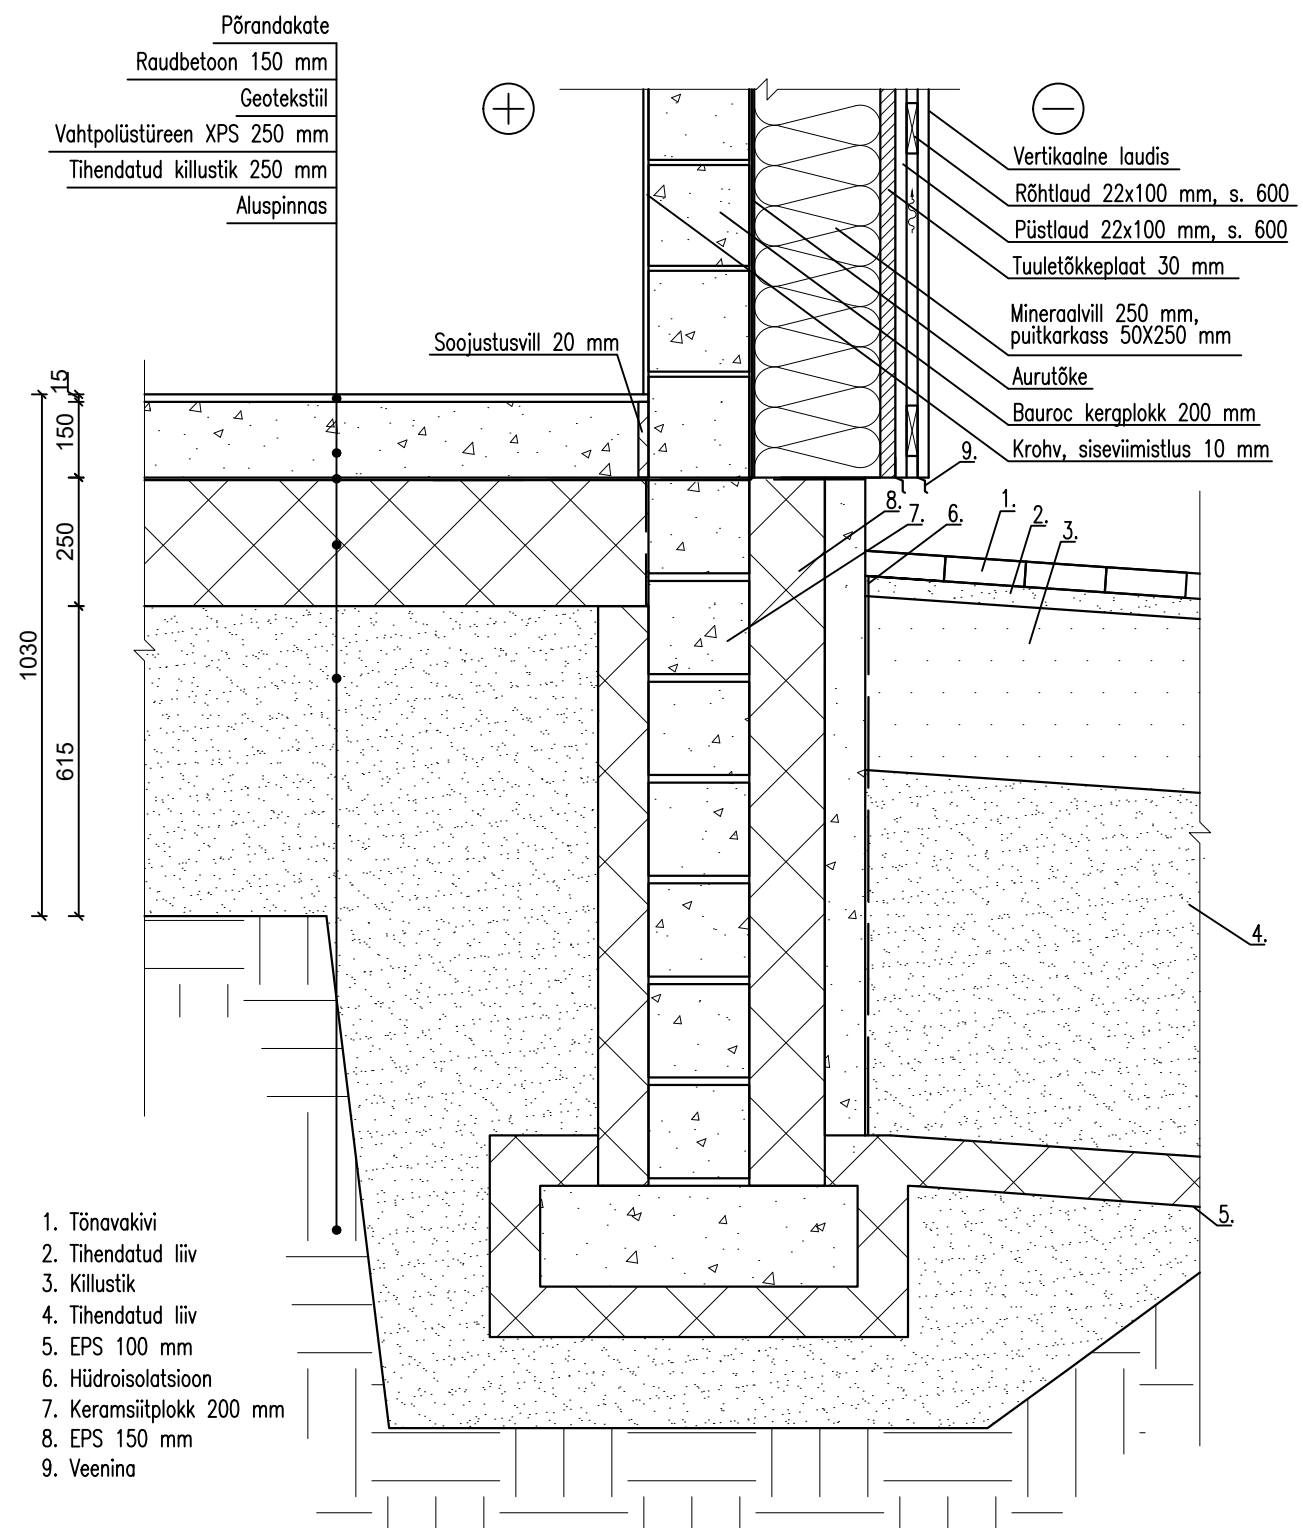 Põrandakate
Raudbetoon 150 mm
Geotekstiil
Vahtpolüstüreen XPS 250 mm
Tihendatud killustik 250 mm
Aluspinnas
Vertikaalne laudis
Rõhtlaud 22x100 mm, s. 600
Püstlaud 22x100 mm, s. 600
Tuuletõkkeplaat 30 mm
Mineraalvill 250 mm,
puitkarkass 50X250 mm
Aurutõke
Bauroc kergplokk 200 mm
Krohv, siseviimistlus 10 mm
Soojustusvill 20 mm
15
150
250
615
1030
9.
8.
7.
6.
1.
2.
3.
4.
5.
1. Tönavakivi
2. Tihendatud liiv
3. Killustik
4. Tihendatud liiv
5. EPS 100 mm
6. Hüdroisolatsioon
7. Keramsiitplokk 200 mm
8. EPS 150 mm
9. Veenina